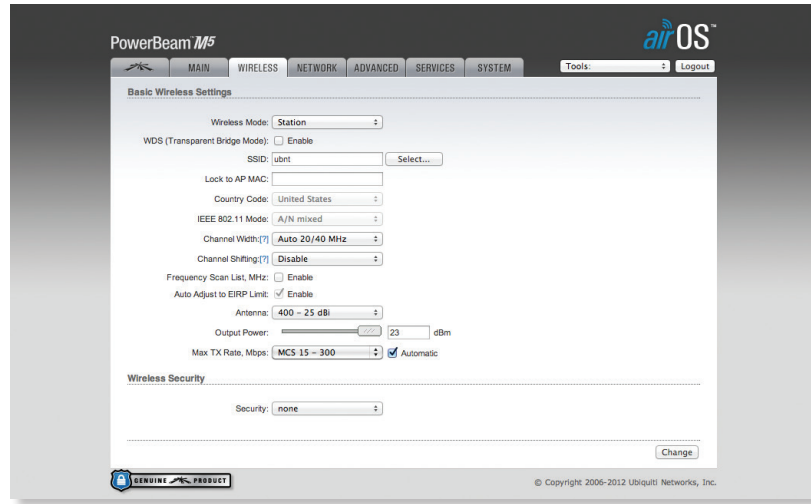 PowerBeam™ M5
airOS™
MAIN WIRELESS NETWORK ADVANCED SERVICES SYSTEM Tools: Logout
Basic Wireless Settings
Wireless Mode: Station
WDS (Transparent Bridge Mode): Enable
SSID: ubnt Select...
Lock to AP MAC:
Country Code: United States
IEEE 802.11 Mode: A/N mixed
Channel Width:[?] Auto 20/40 MHz
Channel Shifting:[?] Disable
Frequency Scan List, MHz: Enable
Auto Adjust to EIRP Limit: Enable
Antenna: 400 - 25 dBi
Output Power: 23 dBm
Max TX Rate, Mbps: MCS 15 - 300 Automatic
Wireless Security
Security: none
Change
GENUINE PRODUCT
© Copyright 2006-2012 Ubiquiti Networks, Inc.